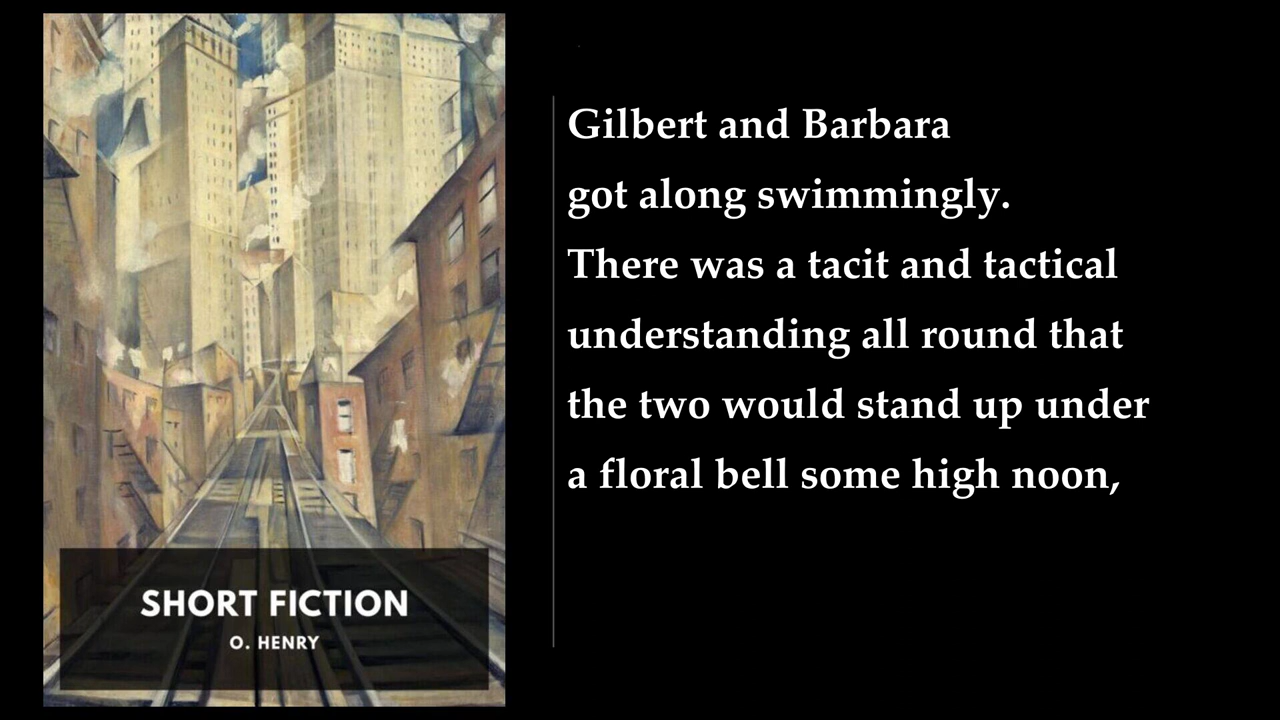 SHORT FICTION
O. HENRY
Gilbert and Barbara
got along swimmingly.
There was a tacit and tactical
understanding all round that
the two would stand up under
a floral bell some high noon,